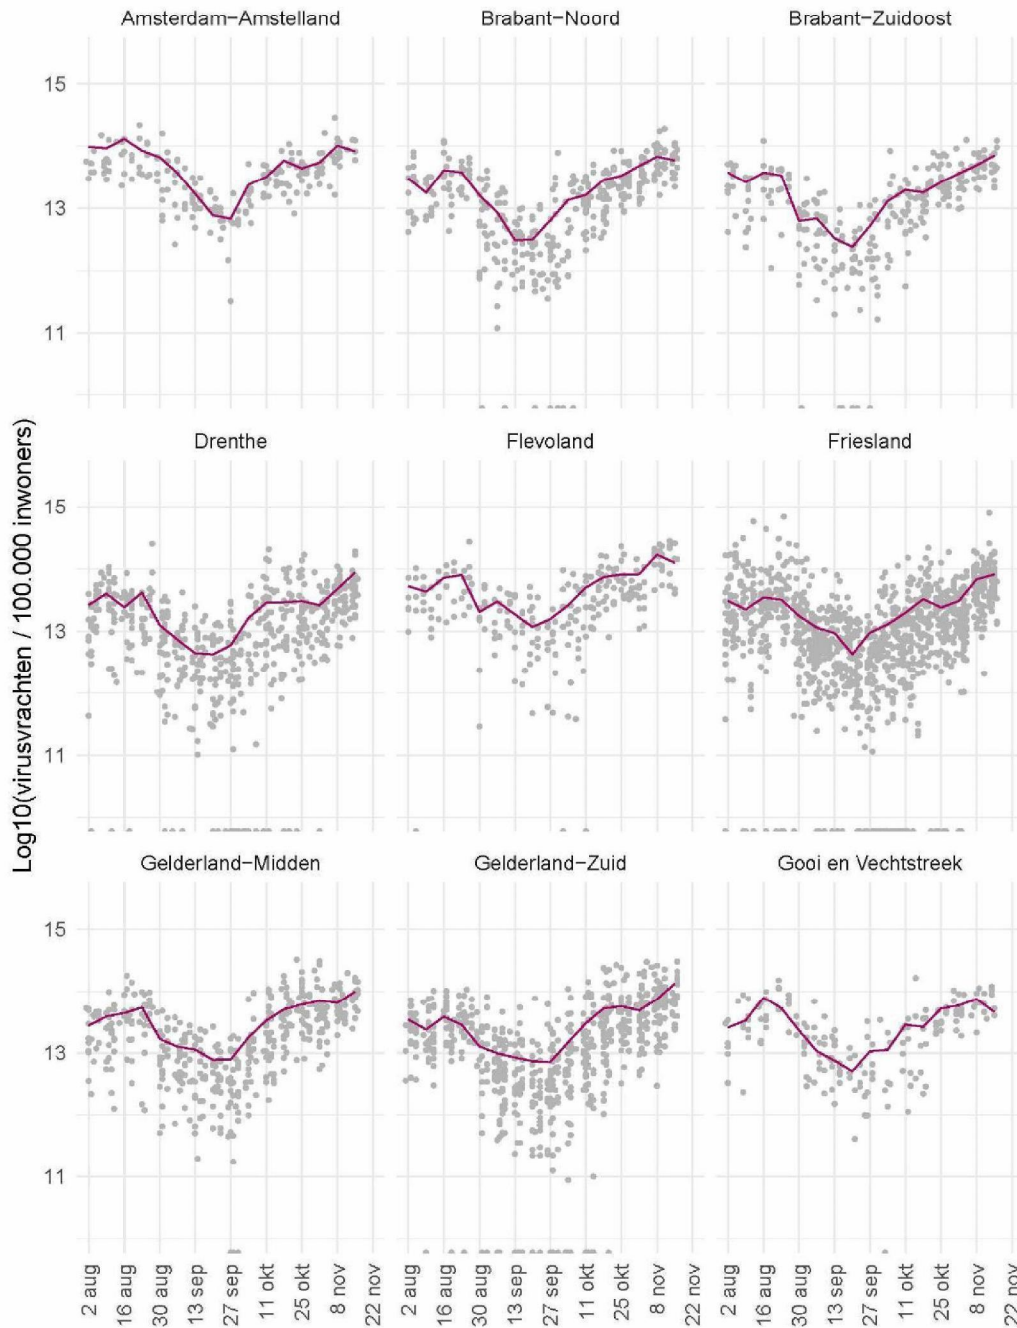 Amsterdam−Amstelland
Brabant−Noord
Brabant−Zuidoost
15
13
11
Drenthe
Flevoland
Friesland
15
13
11
Log10(virusvrachten / 100.000 inwoners)
Gelderland−Midden
Gelderland−Zuid
Gooi en Vechtstreek
15
13
11
2 aug
16 aug
30 aug
13 sep
27 sep
11 okt
25 okt
8 nov
22 nov
2 aug
16 aug
30 aug
13 sep
27 sep
11 okt
25 okt
8 nov
22 nov
2 aug
16 aug
30 aug
13 sep
27 sep
11 okt
25 okt
8 nov
22 nov